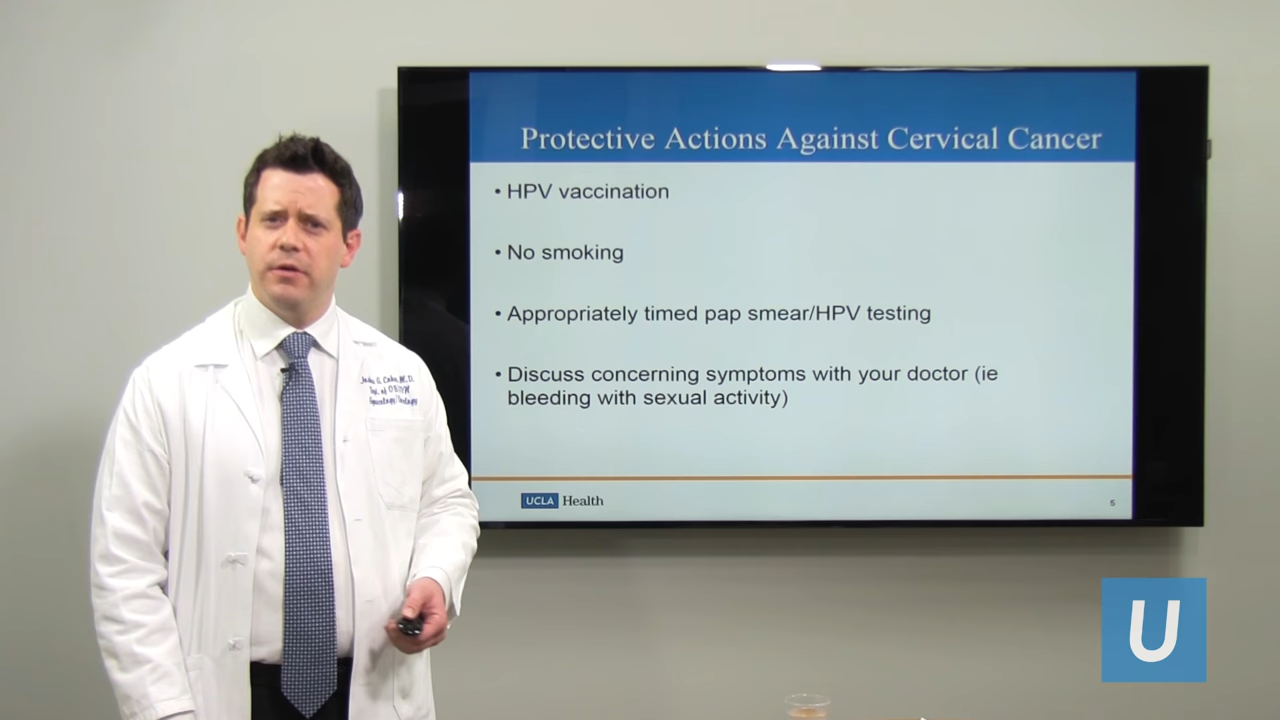 Protective Actions Against Cervical Cancer
• HPV vaccination
• No smoking
• Appropriately timed pap smear/HPV testing
• Discuss concerning symptoms with your doctor (ie
bleeding with sexual activity)
UCLA Health
5
M.D.
U